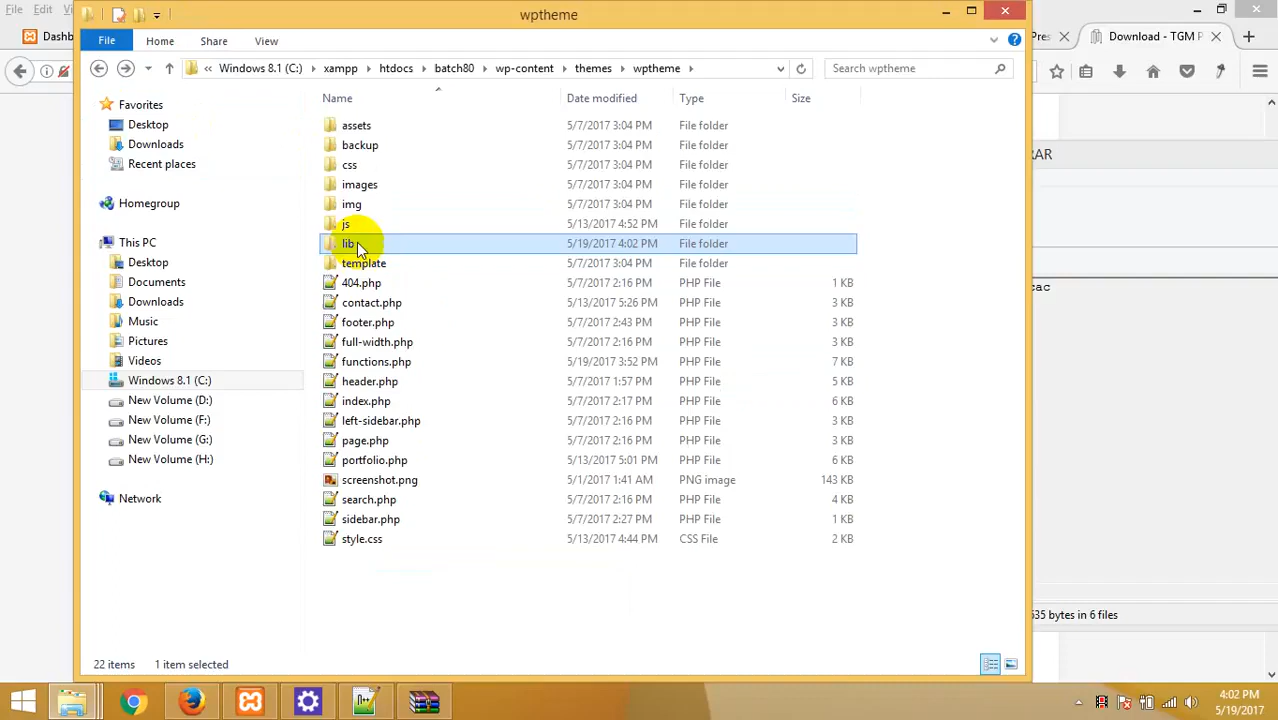 File Edit
wptheme
Dashb
Pres
Download - TGM P
File Home Share View
« Windows 8.1 (C:) › xampp › htdocs › batch80 › wp-content › themes › wptheme ›
Search wptheme
Name Date modified Type Size
Favorites
Desktop
Downloads
Recent places
Homegroup
This PC
Desktop
Documents
Downloads
Music
Pictures
Videos
Windows 8.1 (C:)
New Volume (D:)
New Volume (F:)
New Volume (G:)
New Volume (H:)
Network
assets 5/7/2017 3:04 PM File folder
backup 5/7/2017 3:04 PM File folder
css 5/7/2017 3:04 PM File folder
images 5/7/2017 3:04 PM File folder
img 5/7/2017 3:04 PM File folder
js 5/13/2017 4:52 PM File folder
lib 5/19/2017 4:02 PM File folder
template 5/7/2017 3:04 PM File folder
404.php 5/7/2017 2:16 PM PHP File 1 KB
contact.php 5/13/2017 5:26 PM PHP File 3 KB
footer.php 5/7/2017 2:43 PM PHP File 3 KB
full-width.php 5/7/2017 2:16 PM PHP File 3 KB
functions.php 5/19/2017 3:52 PM PHP File 7 KB
header.php 5/7/2017 1:57 PM PHP File 5 KB
index.php 5/7/2017 2:17 PM PHP File 6 KB
left-sidebar.php 5/7/2017 2:16 PM PHP File 3 KB
page.php 5/7/2017 2:16 PM PHP File 3 KB
portfolio.php 5/13/2017 5:01 PM PHP File 6 KB
screenshot.png 5/1/2017 1:41 AM PNG image 143 KB
search.php 5/7/2017 2:16 PM PHP File 4 KB
sidebar.php 5/7/2017 2:27 PM PHP File 1 KB
style.css 5/13/2017 4:44 PM CSS File 2 KB
RAR
tac
535 bytes in 6 files
22 items 1 item selected
4:02 PM
5/19/2017